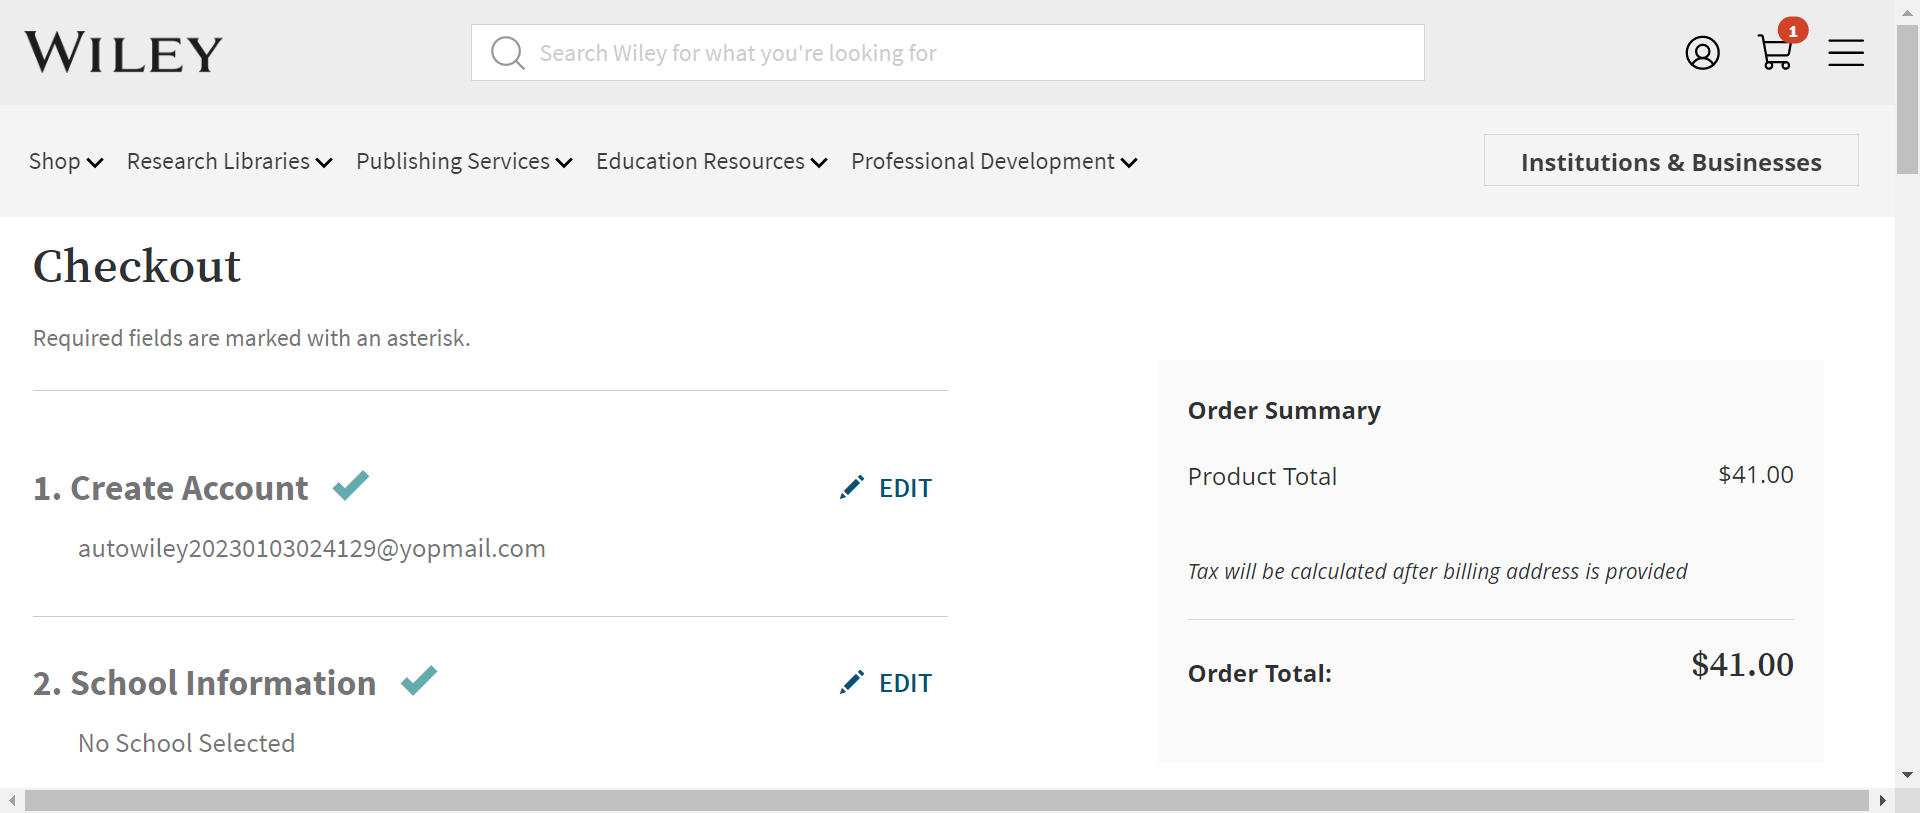 WILEY
Search Wiley for what you're looking for
1
Shop Research Libraries Publishing Services Education Resources Professional Development
Institutions & Businesses
Checkout
Required fields are marked with an asterisk.
1. Create Account
EDIT
autowiley20230103024129@yopmail.com
2. School Information
EDIT
No School Selected
Order Summary
Product Total $41.00
Tax will be calculated after billing address is provided
Order Total: $41.00